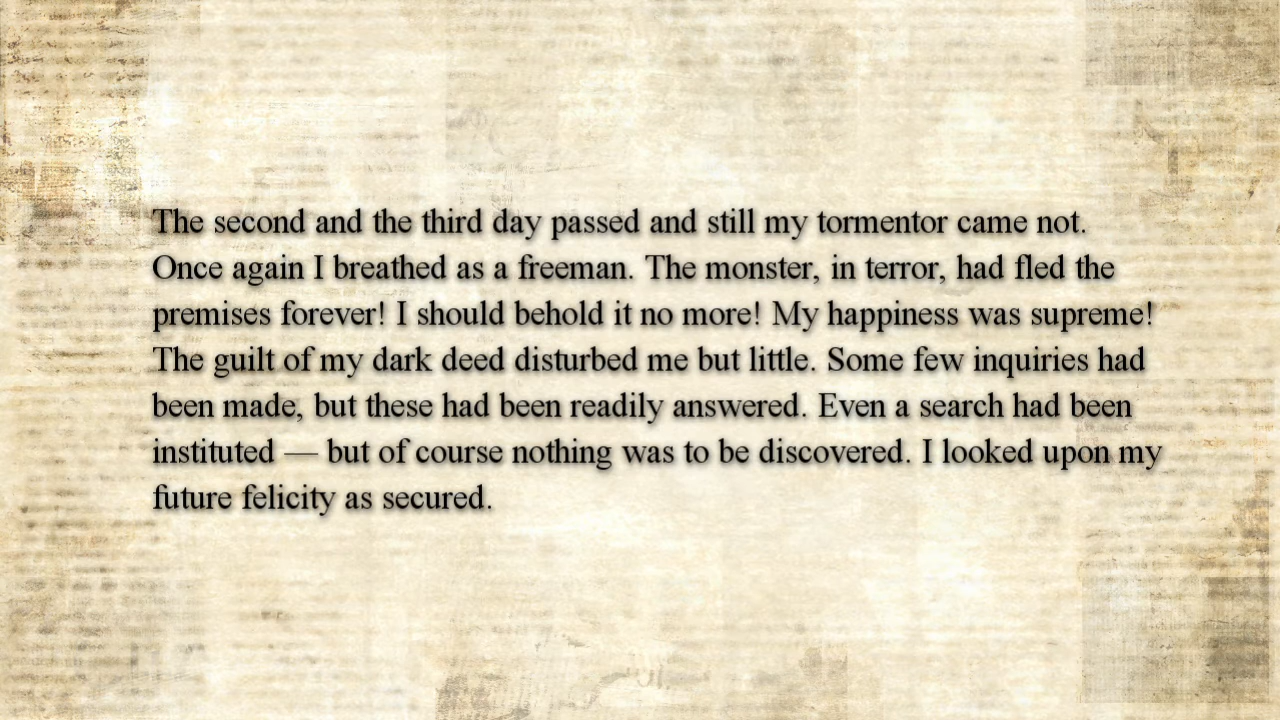 The second and the third day passed and still my tormentor came not.
Once again I breathed as a freeman. The monster, in terror, had fled the
premises forever! I should behold it no more! My happiness was supreme!
The guilt of my dark deed disturbed me but little. Some few inquiries had
been made, but these had been readily answered. Even a search had been
instituted — but of course nothing was to be discovered. I looked upon my
future felicity as secured.